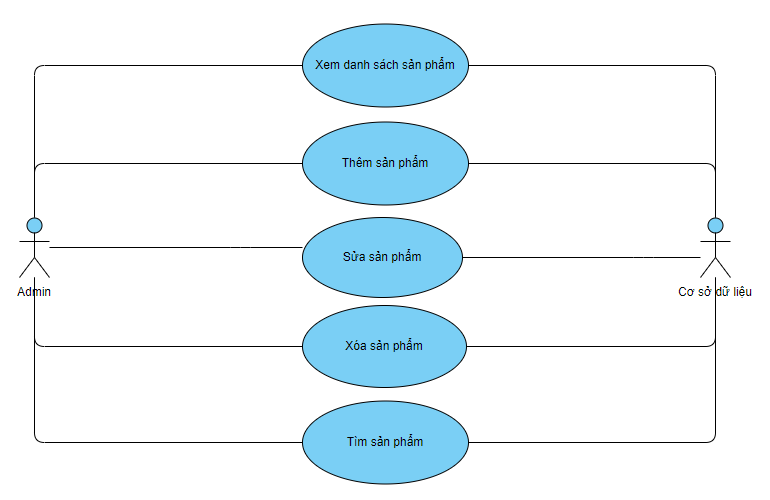 Xem danh sách sản phẩm
Thêm sản phẩm
Sửa sản phẩm
Admin
Cơ sở dữ liệu
Xóa sản phẩm
Tìm sản phẩm